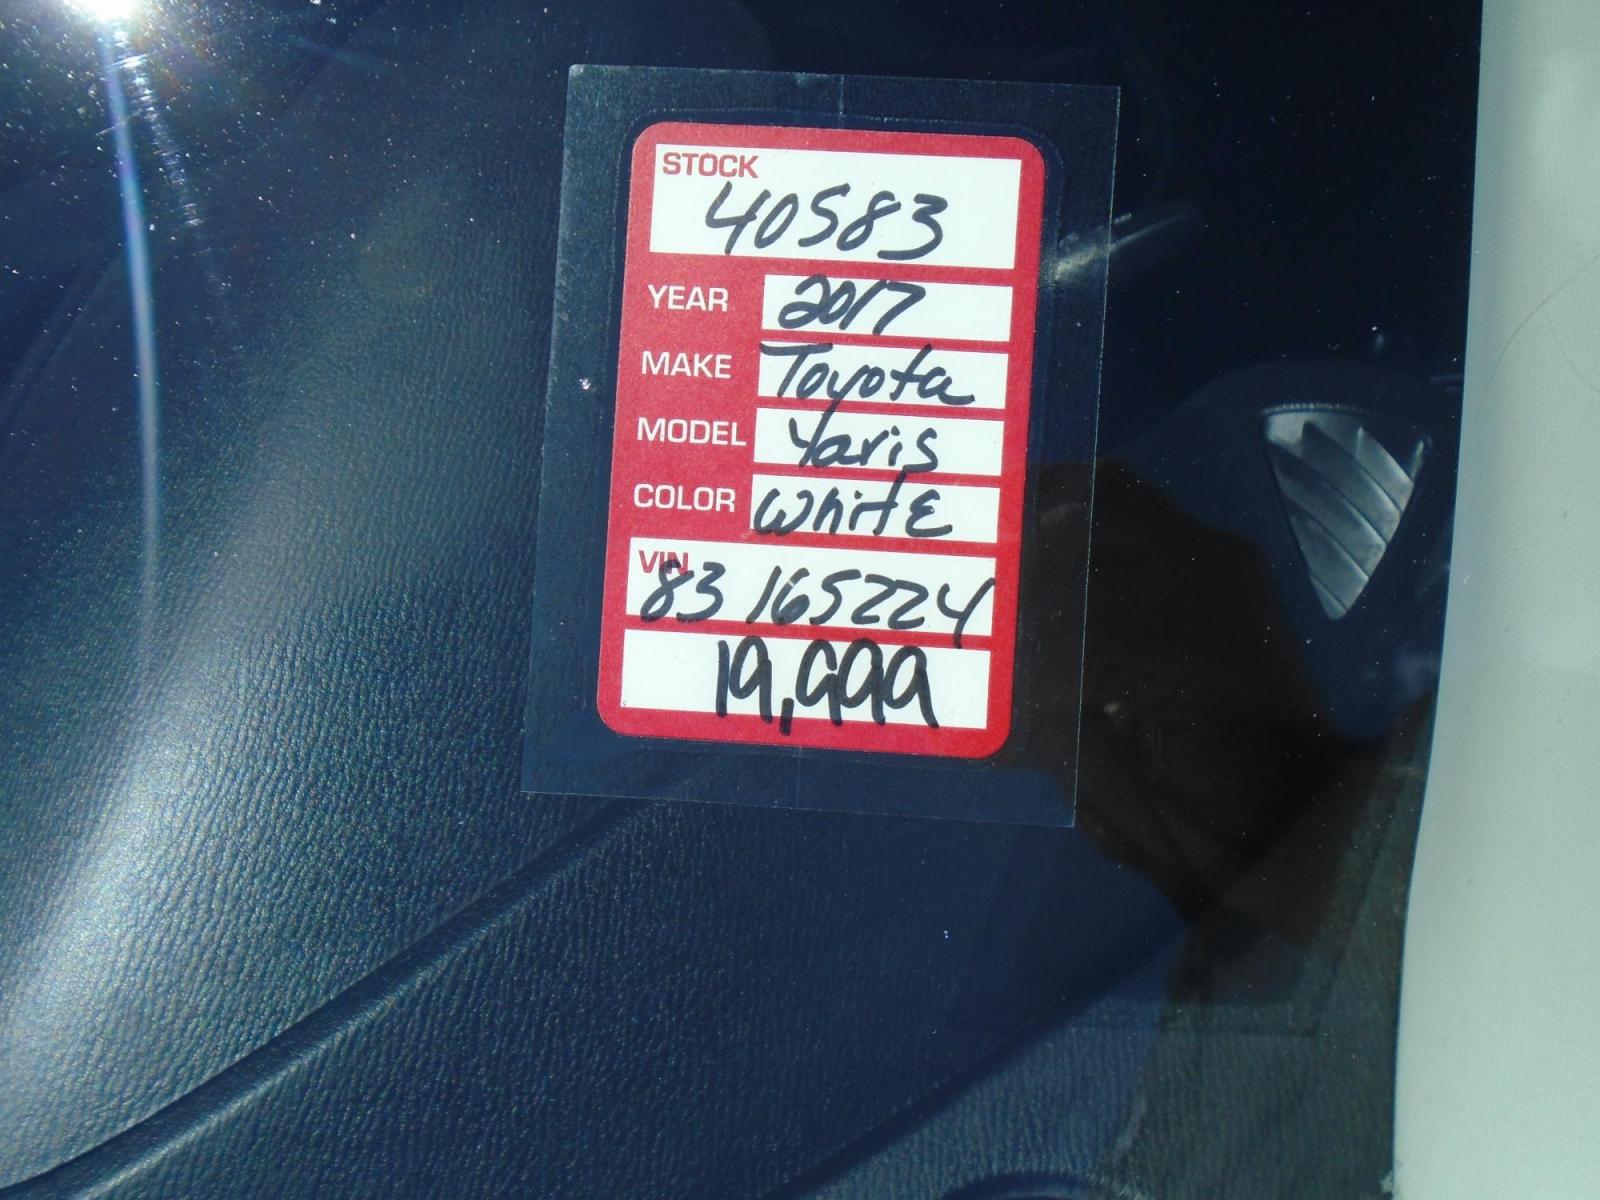 STOCK
40583
YEAR 2017
MAKE Toyota
MODEL Yaris
COLOR White
VIN
83 165224
19,999